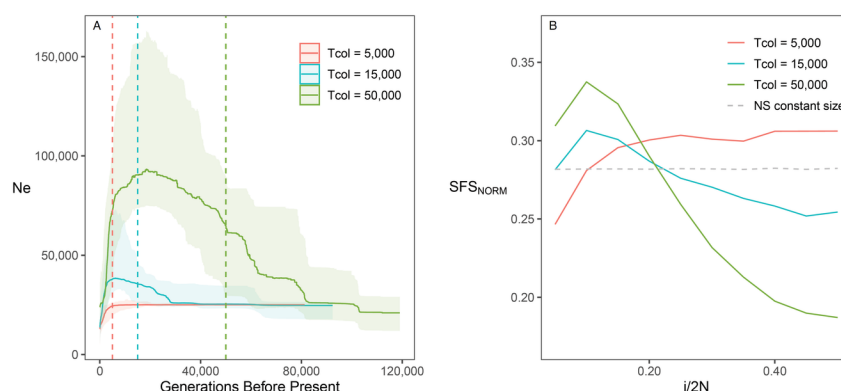 A
Tcol = 5,000
Tcol = 15,000
Tcol = 50,000
150,000
100,000
50,000
0
Ne
0
40,000
80,000
120,000
Generations Before Present
B
Tcol = 5,000
Tcol = 15,000
Tcol = 50,000
NS constant size
0.35
0.30
0.25
0.20
SFSNORM
0.20
0.40
i/2N